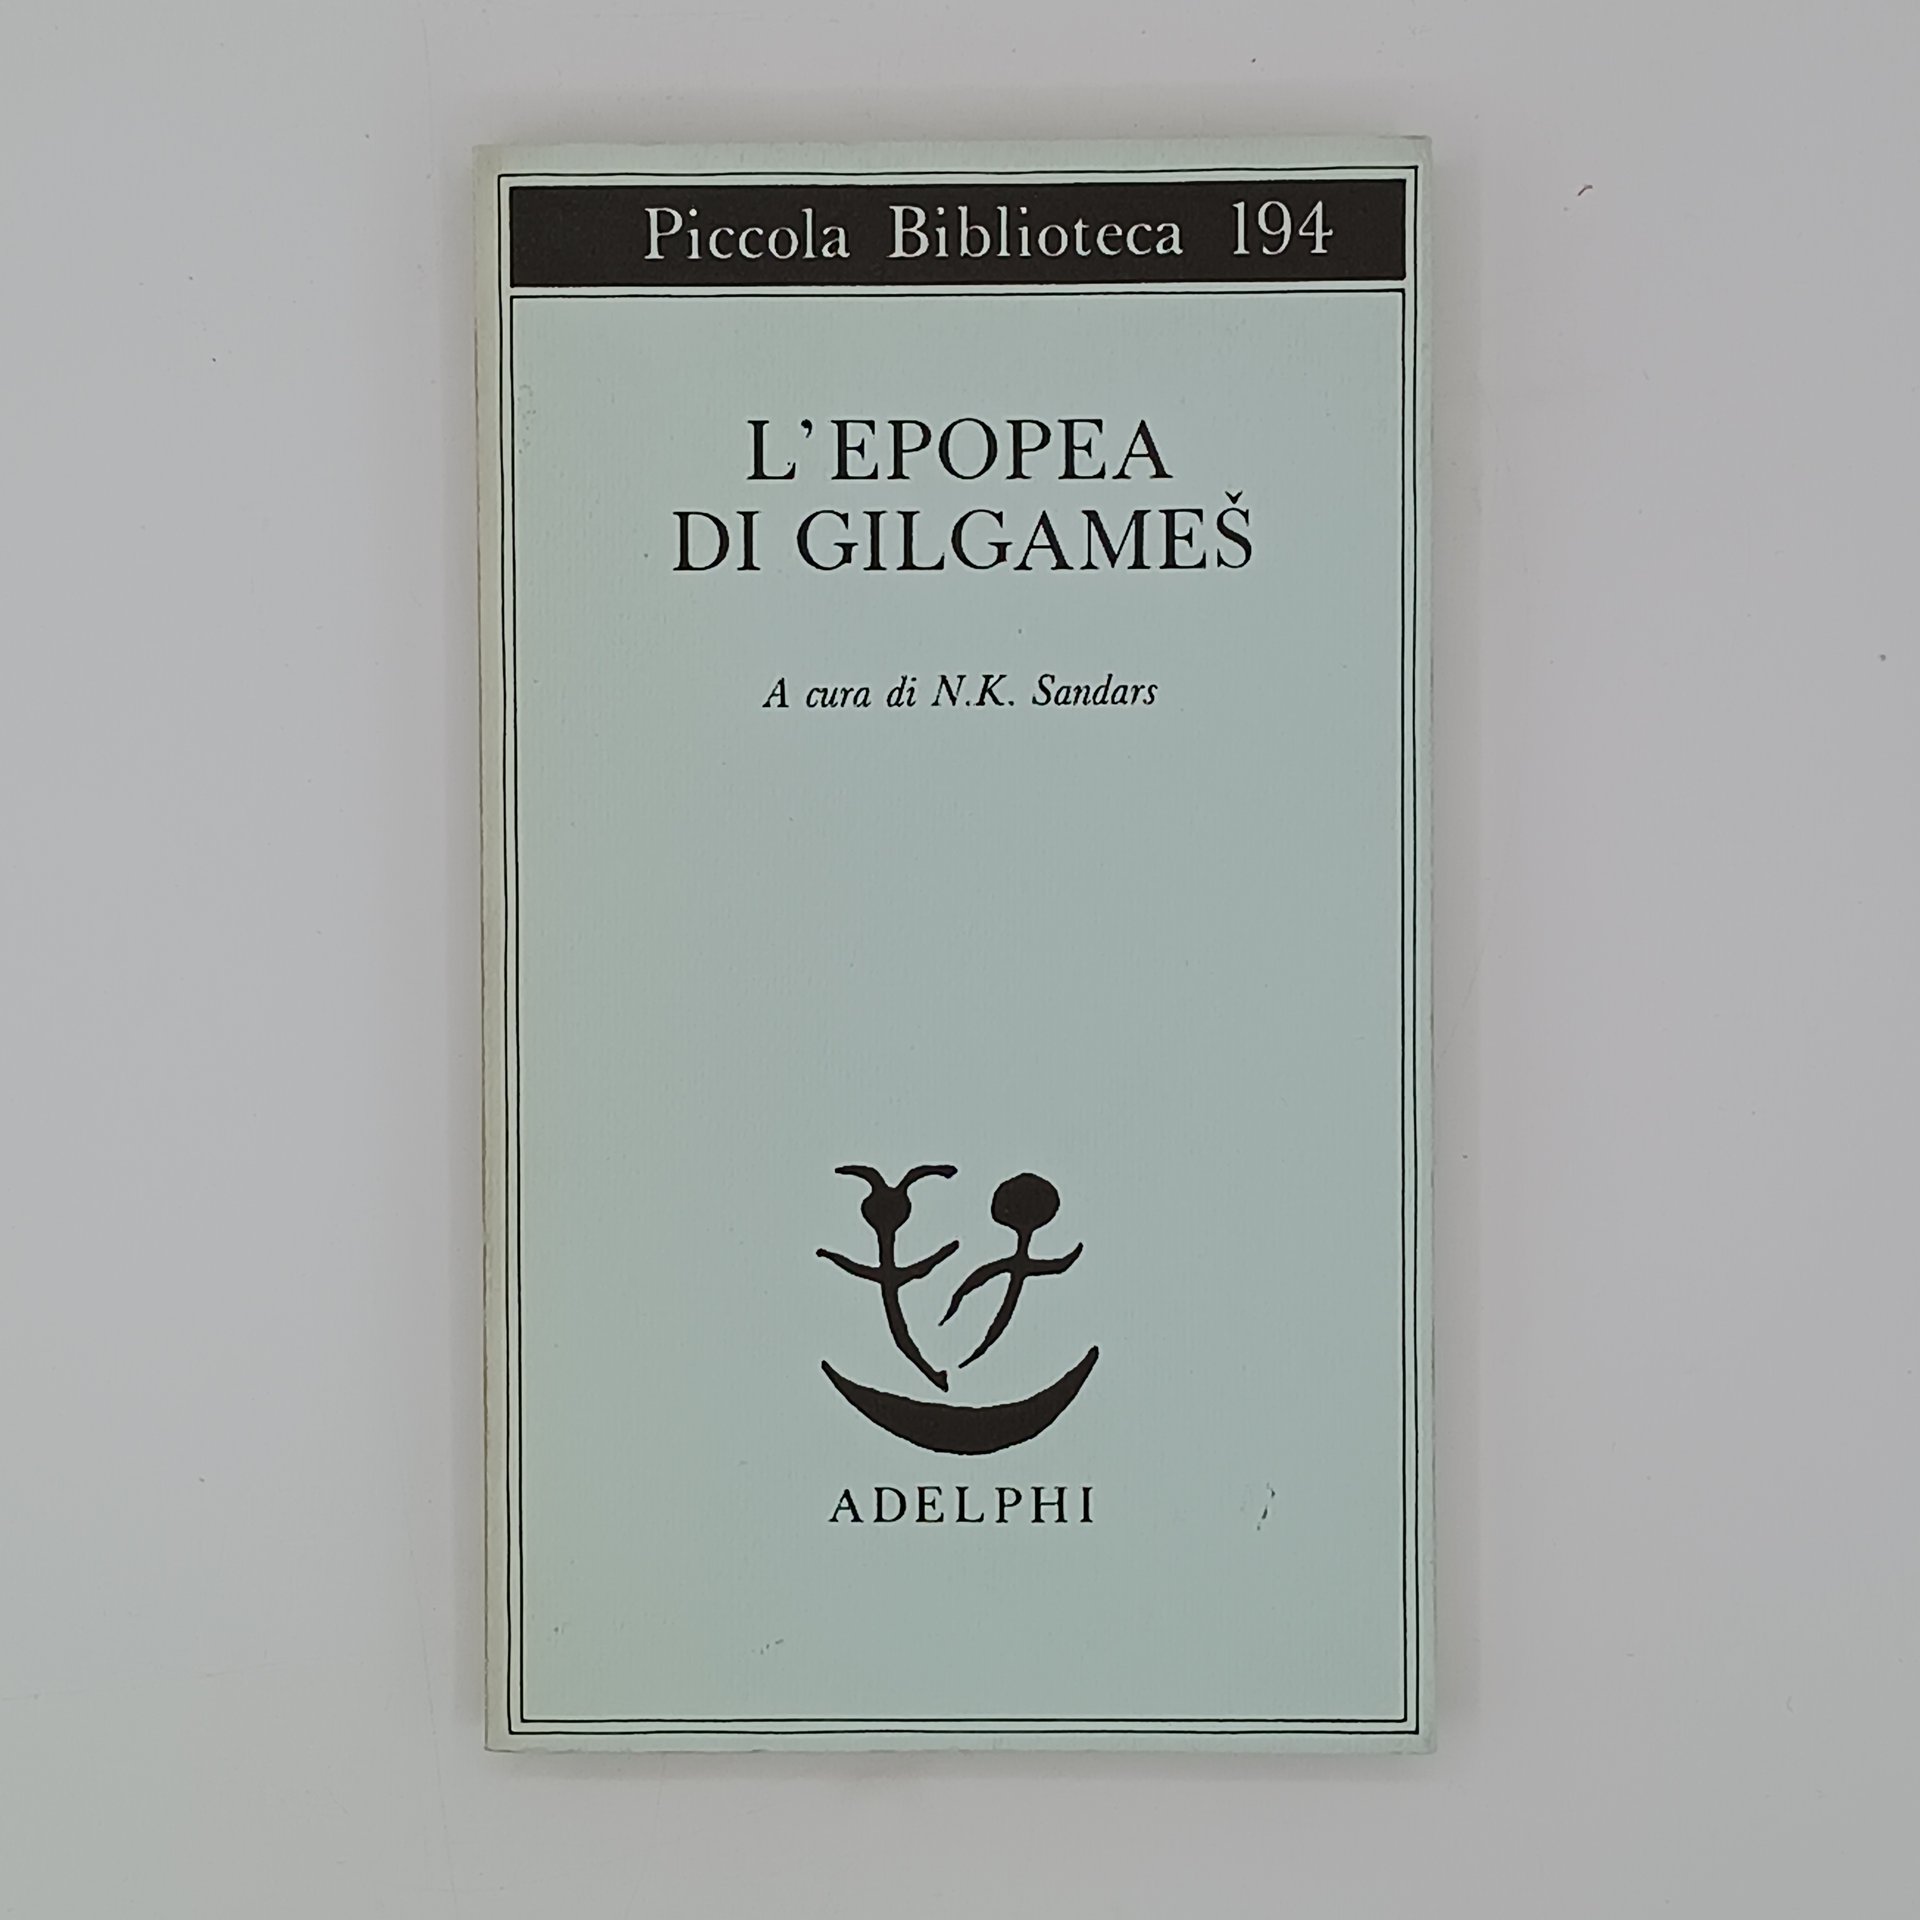 Piccola Biblioteca 194
L'EPOPEA
DI GILGAMEŠ
A cura di N.K. Sandars
ADELPHI